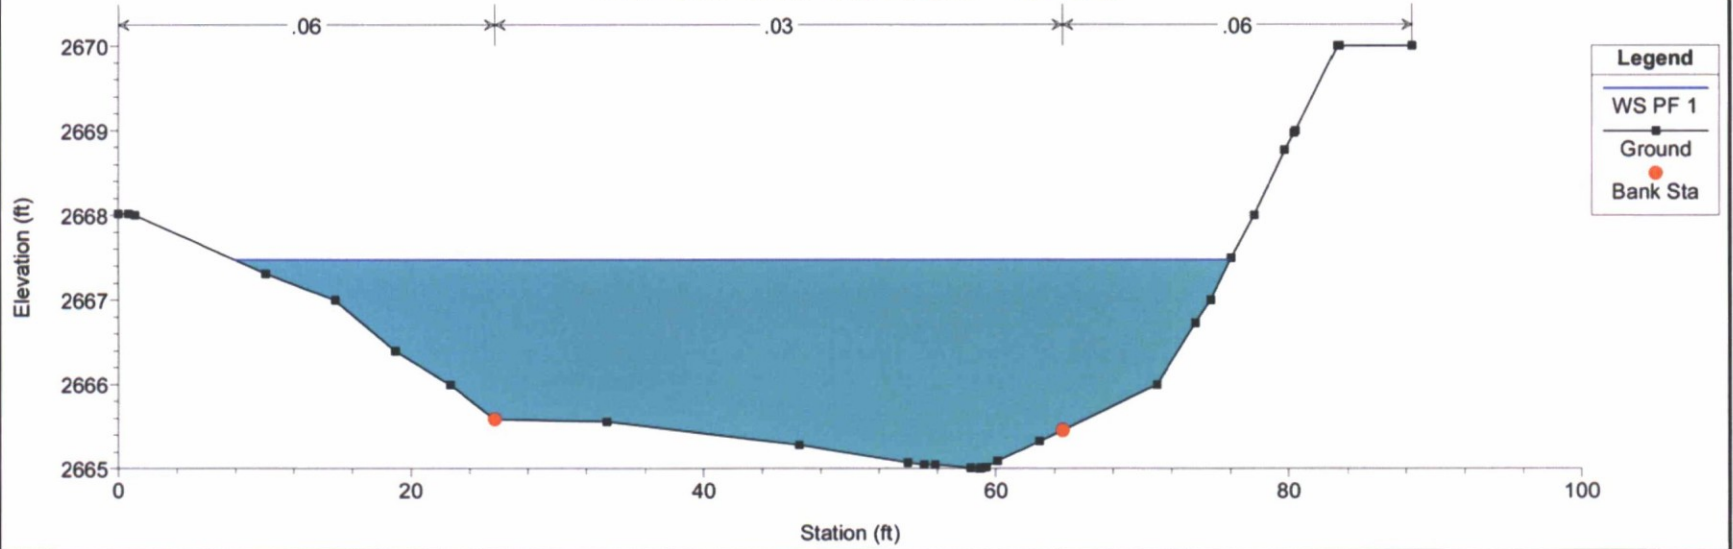 .06 .03 .06
2670
2669
2668
2667
2666
2665
Elevation (ft)
0 20 40 60 80 100
Station (ft)
Legend
WS PF 1
Ground
Bank Sta